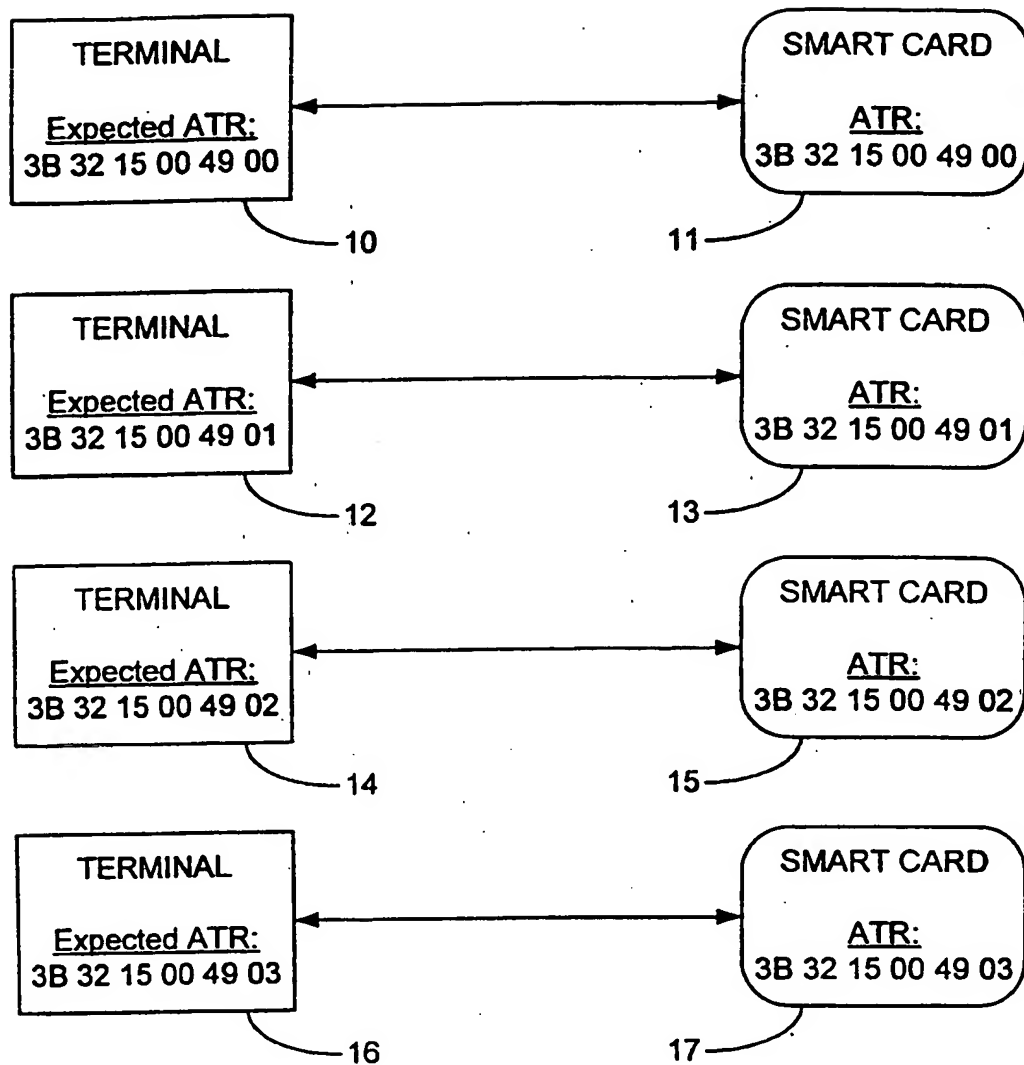 TERMINAL
Expected ATR:
3B 32 15 00 49 00
10
SMART CARD
ATR:
3B 32 15 00 49 00
11
TERMINAL
Expected ATR:
3B 32 15 00 49 01
12
SMART CARD
ATR:
3B 32 15 00 49 01
13
TERMINAL
Expected ATR:
3B 32 15 00 49 02
14
SMART CARD
ATR:
3B 32 15 00 49 02
15
TERMINAL
Expected ATR:
3B 32 15 00 49 03
16
SMART CARD
ATR:
3B 32 15 00 49 03
17